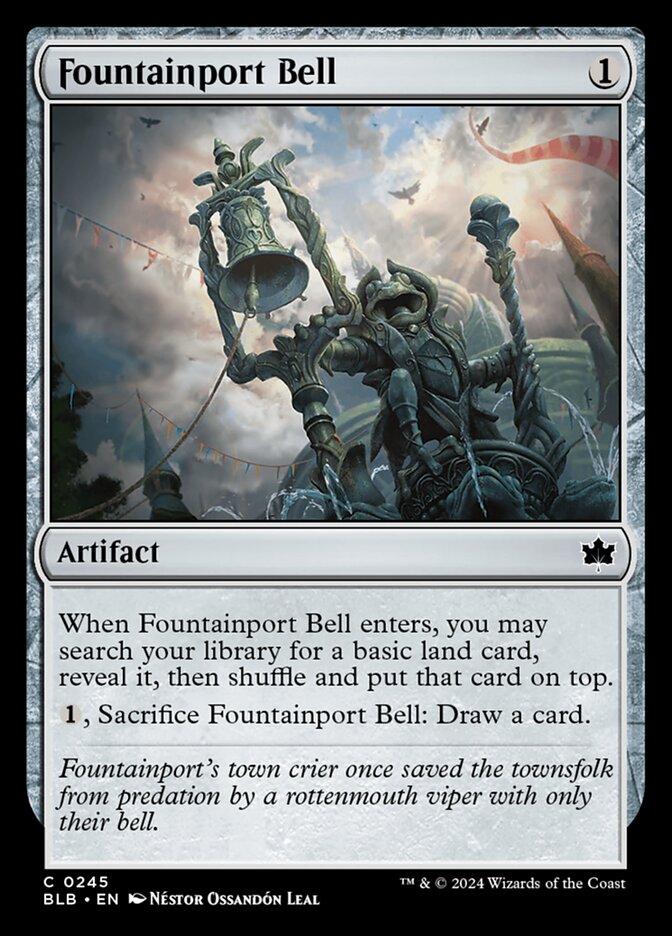 Fountainport Bell 1
Artifact
When Fountainport Bell enters, you may
search your library for a basic land card,
reveal it, then shuffle and put that card on top.
1, Sacrifice Fountainport Bell: Draw a card.
Fountainport's town crier once saved the townsfolk
from predation by a rottenmouth viper with only
their bell.
C 0245
BLB • EN Néstor Ossandón Leal
™ & © 2024 Wizards of the Coast